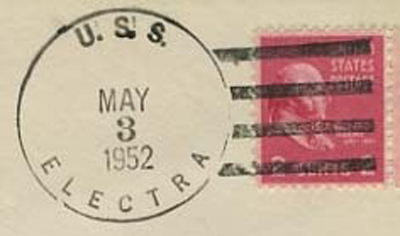 U.S.S.
MAY
3
1952
ELECTRA
STATES
POSTAGE